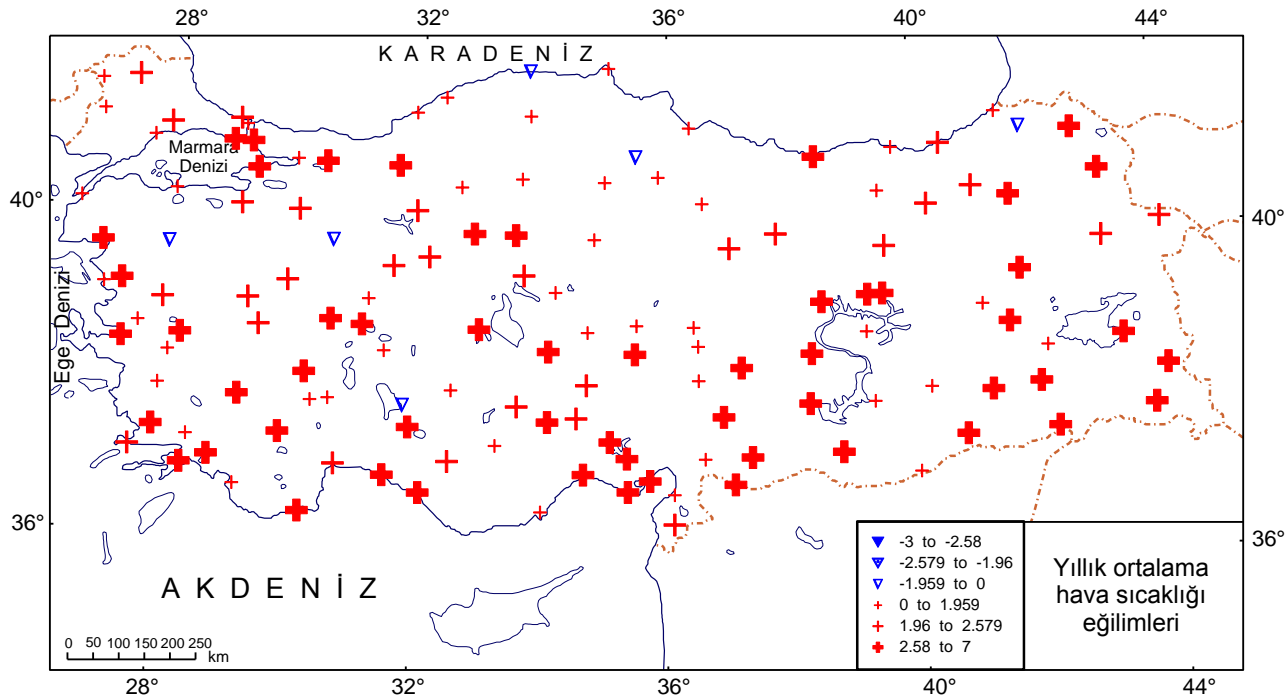 28° 32° 36° 40° 44°
K A R A D E N İ Z
Marmara
Denizi
40° 40°
Ege Denizi
36° 36°
A K D E N İ Z
-3 to -2.58
-2.579 to -1.96
-1.959 to 0
0 to 1.959
1.96 to 2.579
2.58 to 7
Yıllık ortalama
hava sıcaklığı
eğilimleri
0 50 100 150 200 250
km
28° 32° 36° 40° 44°